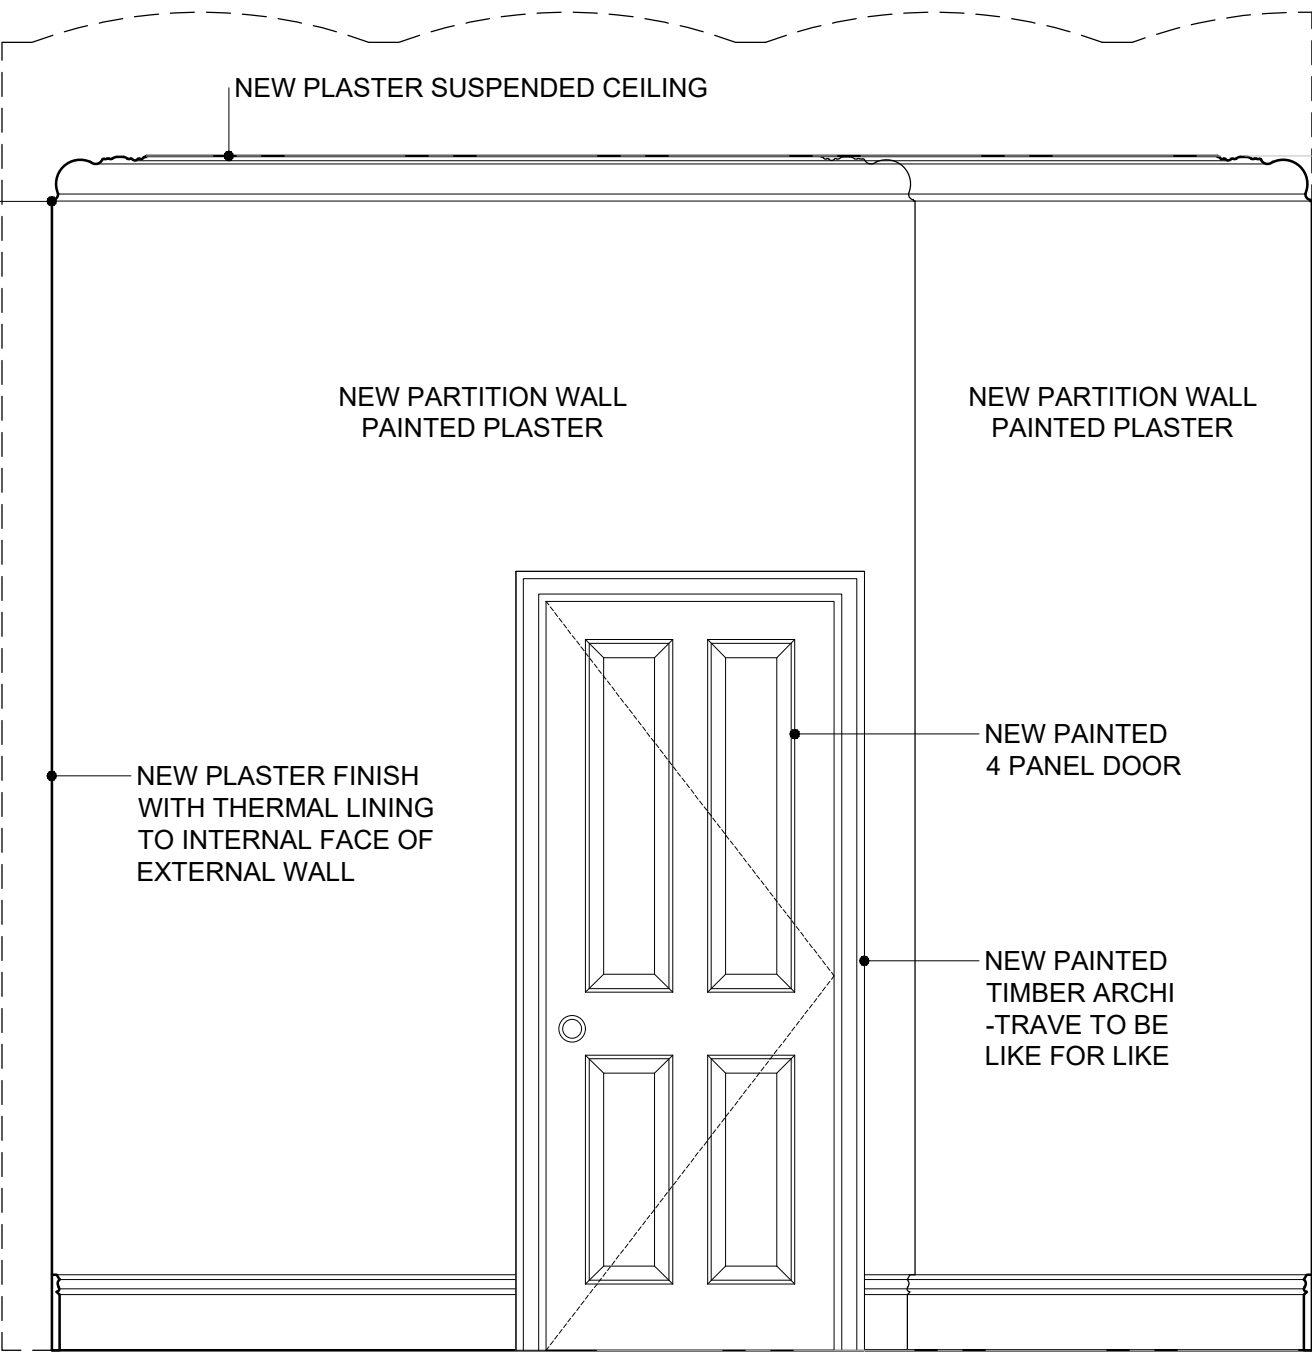 NEW PLASTER SUSPENDED CEILING
NEW PARTITION WALL
PAINTED PLASTER
NEW PARTITION WALL
PAINTED PLASTER
NEW PAINTED
4 PANEL DOOR
NEW PLASTER FINISH
WITH THERMAL LINING
TO INTERNAL FACE OF
EXTERNAL WALL
NEW PAINTED
TIMBER ARCHI
-TRAVE TO BE
LIKE FOR LIKE